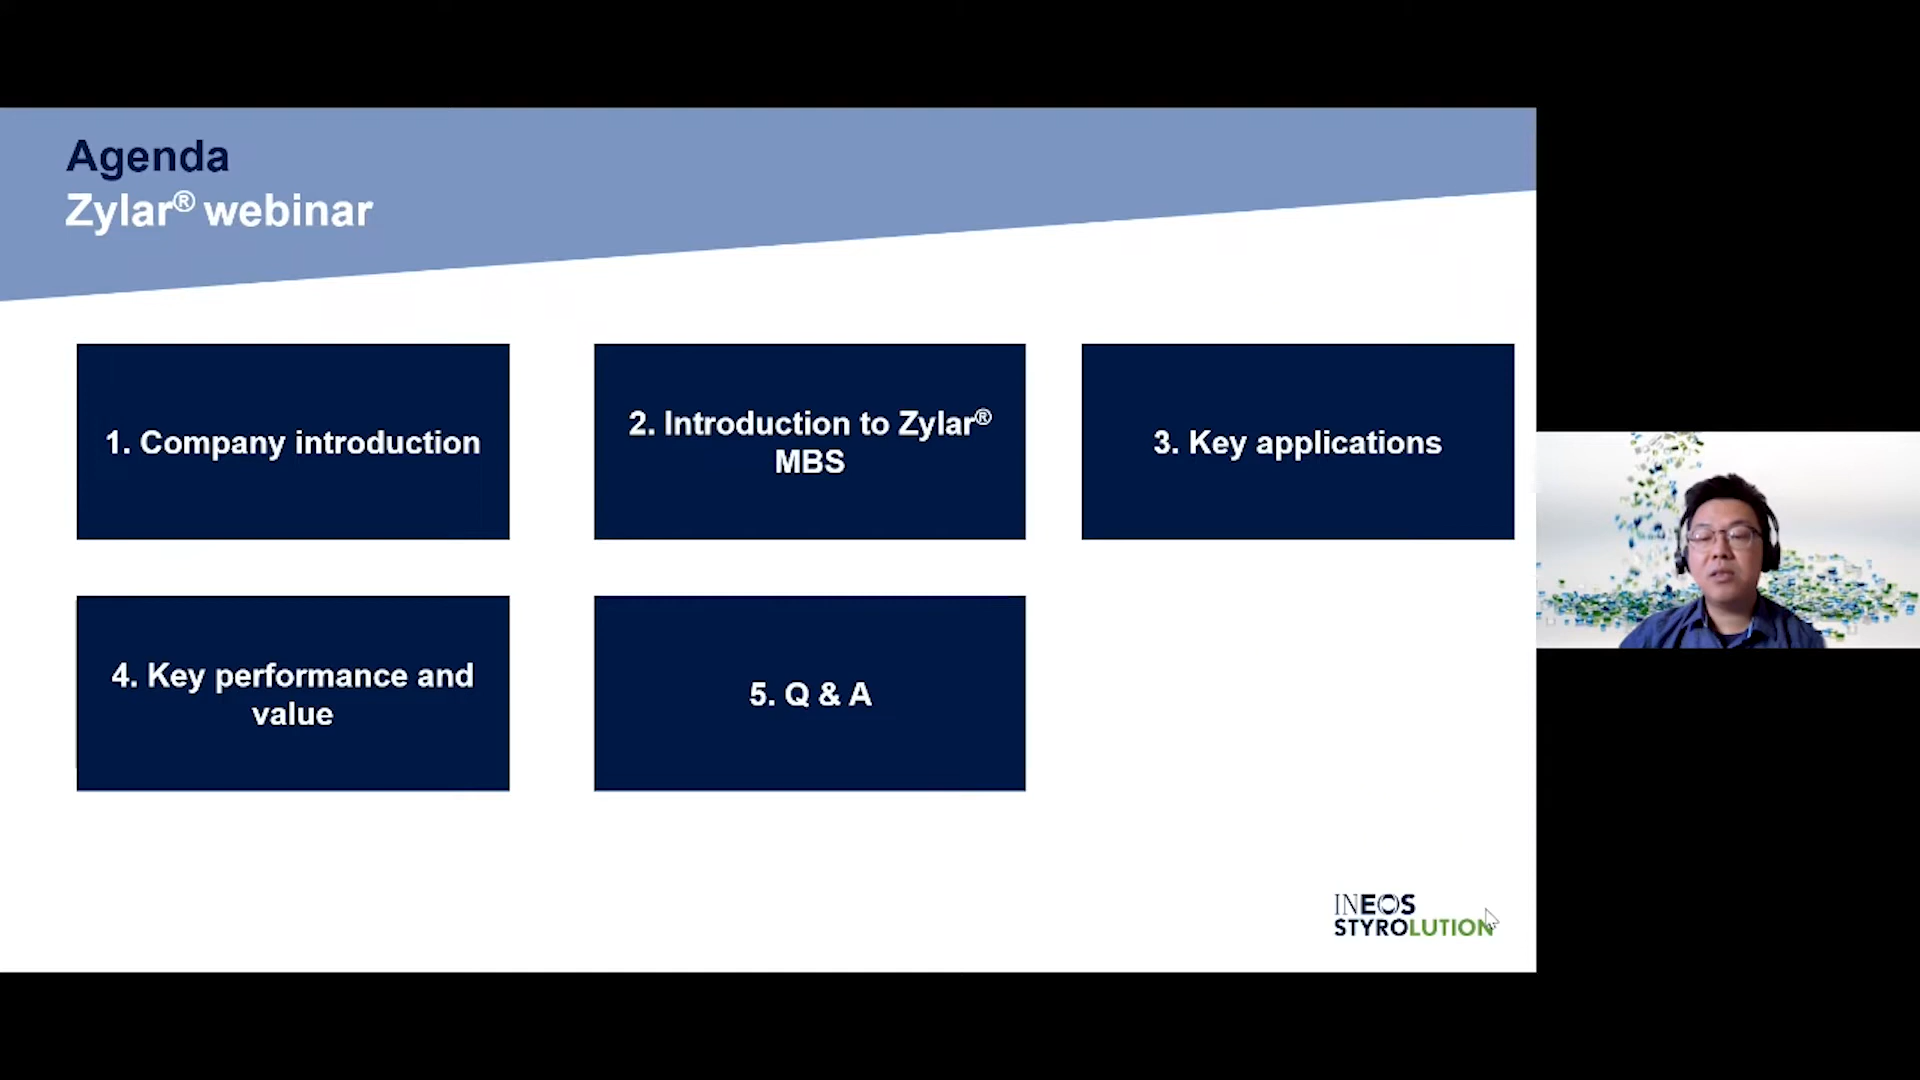 Agenda
Zylar® webinar
1. Company introduction
2. Introduction to Zylar®
MBS
3. Key applications
4. Key performance and
value
5. Q & A
INEOS
STYROLUTION